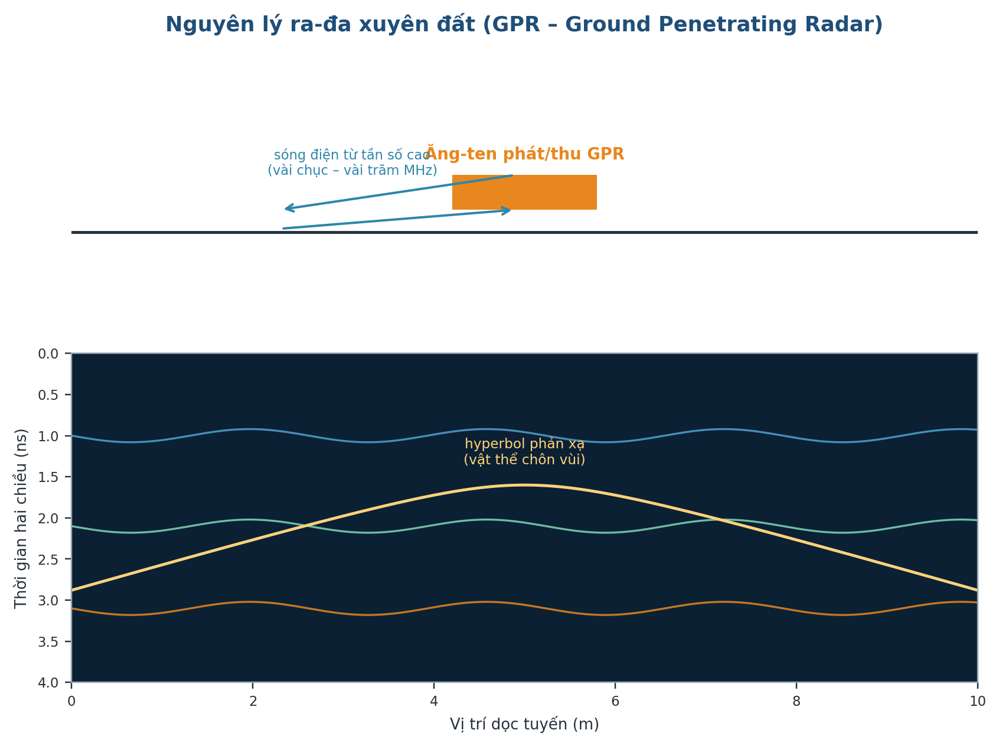 Nguyên lý ra-đa xuyên đất (GPR – Ground Penetrating Radar)
sóng điện từ tần số cao
(vài chục – vài trăm MHz)
Ăng-ten phát/thu GPR
0.0
0.5
1.0
1.5
2.0
2.5
3.0
3.5
4.0
Thời gian hai chiều (ns)
hyperbol phản xạ
(vật thể chôn vùi)
0
2
4
6
8
10
Vị trí dọc tuyến (m)